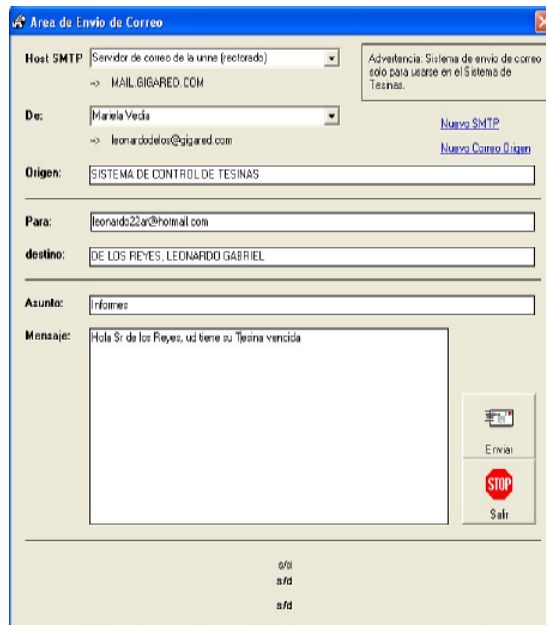 Area de Envio de Correo
Host SMTP Servidor de correo de la unne (rectorado)
=> MAIL.GIGARED.COM
Advertencia: Sistema de envio de correo
solo para usarse en el Sistema de
Tesinas.
De: Mariela Vedia
=> leonardodelos@gigared.com
Nuevo SMTP
Nuevo Correo Origen
Origen: SISTEMA DE CONTROL DE TESINAS
Para: leonardo22ar@hotmail.com
destino: DE LOS REYES, LEONARDO GABRIEL
Asunto: Informes
Mensaje: Hola Sr de los Reyes, ud tiene su Tesina vencida
Enviar
STOP
Salir
s/d
s/d
s/d